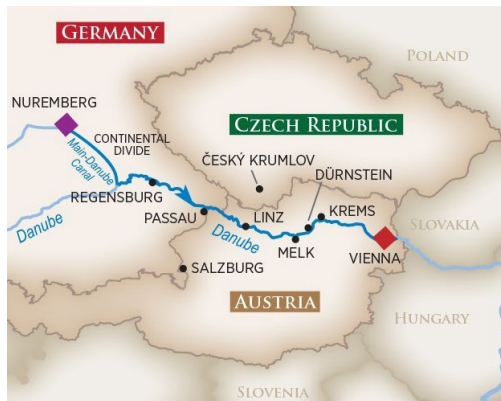 GERMANY
POLAND
NUREMBERG
CONTINENTAL
DIVIDE
Main-Danube
Canal
CZECH REPUBLIC
ČESKÝ KRUMLOV
DÜRNSTEIN
REGENSBURG
PASSAU
LINZ
KREMS
SLOVAKIA
Danube
Danube
MELK
VIENNA
SALZBURG
AUSTRIA
HUNGARY
SLOVENIA